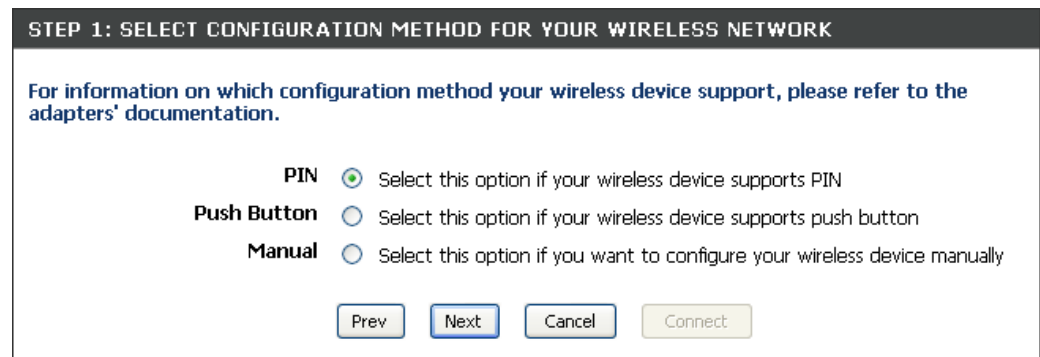 STEP 1: SELECT CONFIGURATION METHOD FOR YOUR WIRELESS NETWORK
For information on which configuration method your wireless device support, please refer to the
adapters' documentation.
PIN Select this option if your wireless device supports PIN
Push Button Select this option if your wireless device supports push button
Manual Select this option if you want to configure your wireless device manually
Prev Next Cancel Connect